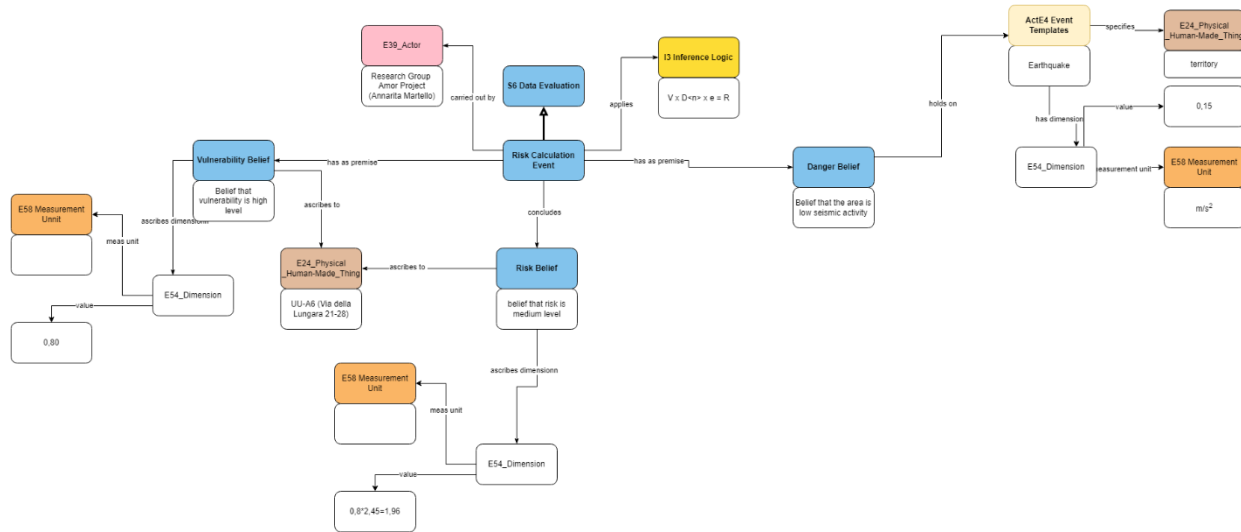 ActE4 Event
Templates
Earthquake
specifies
E24_Physical
_Human-Made_Thing
territory
E39_Actor
Research Group
Amor Project
(Annarita Martello)
carried out by
S6 Data Evaluation
I3 Inference Logic
V x D<n> x e = R
applies
holds on
has dimension
value
0,15
E54_Dimension
measurement unit
E58 Measurement
Unit
m/s²
Vulnerability Belief
Belief that
vulnerability is high
level
has as premise
Risk Calculation
Event
has as premise
Danger Belief
Belief that the area is
low seismic activity
E58 Measurement
Unnit
meas unit
ascribes dimensionn
ascribes to
concludes
E54_Dimension
value
0,80
E24_Physical
_Human-Made_Thing
UU-A6 (Via della
Lungara 21-28)
ascribes to
Risk Belief
belief that risk is
medium level
ascribes dimensionn
E58 Measurement
Unit
meas unit
E54_Dimension
value
0,8*2,45=1,96